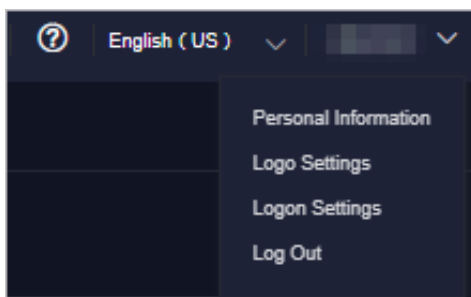 English ( US )
Personal Information
Logo Settings
Logon Settings
Log Out